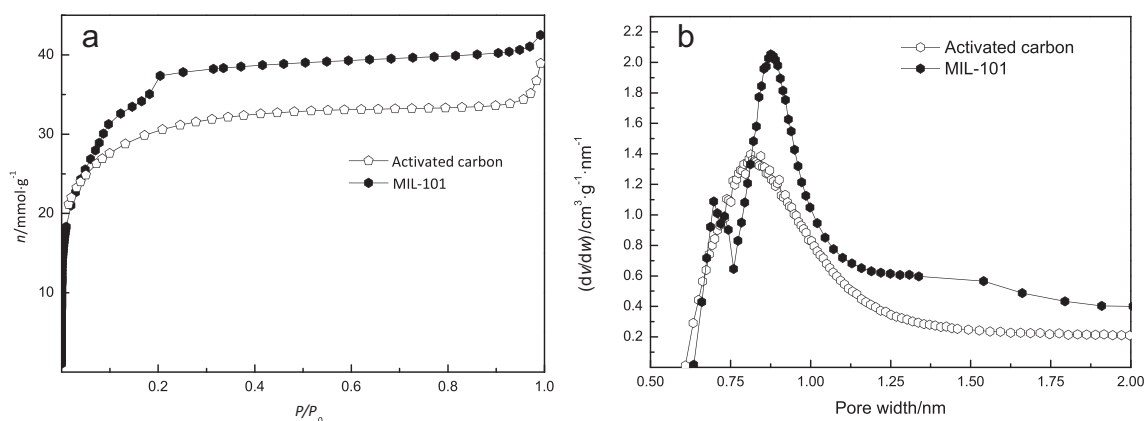 a
n/mmol·g⁻¹
40
30
20
10
0.2
0.4
0.6
0.8
1.0
P/P₀
Activated carbon
MIL-101
b
(dv/dw)/cm³·g⁻¹·nm⁻¹
2.2
2.0
1.8
1.6
1.4
1.2
1.0
0.8
0.6
0.4
0.2
0.50
0.75
1.00
1.25
1.50
1.75
2.00
Pore width/nm
Activated carbon
MIL-101